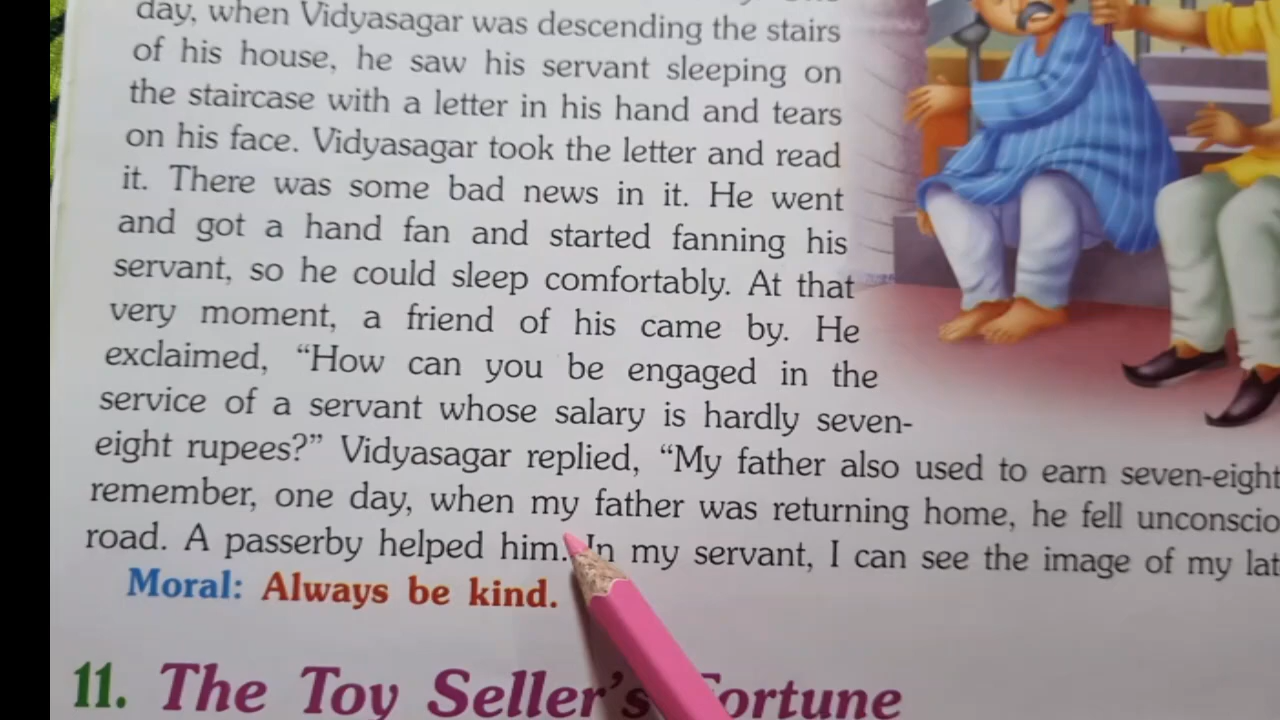 day, when Vidyasagar was descending the stairs
of his house, he saw his servant sleeping on
the staircase with a letter in his hand and tears
on his face. Vidyasagar took the letter and read
it. There was some bad news in it. He went
and got a hand fan and started fanning his
servant, so he could sleep comfortably. At that
very moment, a friend of his came by. He
exclaimed, “How can you be engaged in the
service of a servant whose salary is hardly seven-
eight rupees?” Vidyasagar replied, “My father also used to earn seven-eight
remember, one day, when my father was returning home, he fell unconscio
road. A passerby helped him. In my servant, I can see the image of my lat
Moral: Always be kind.
11. The Toy Seller's Fortune